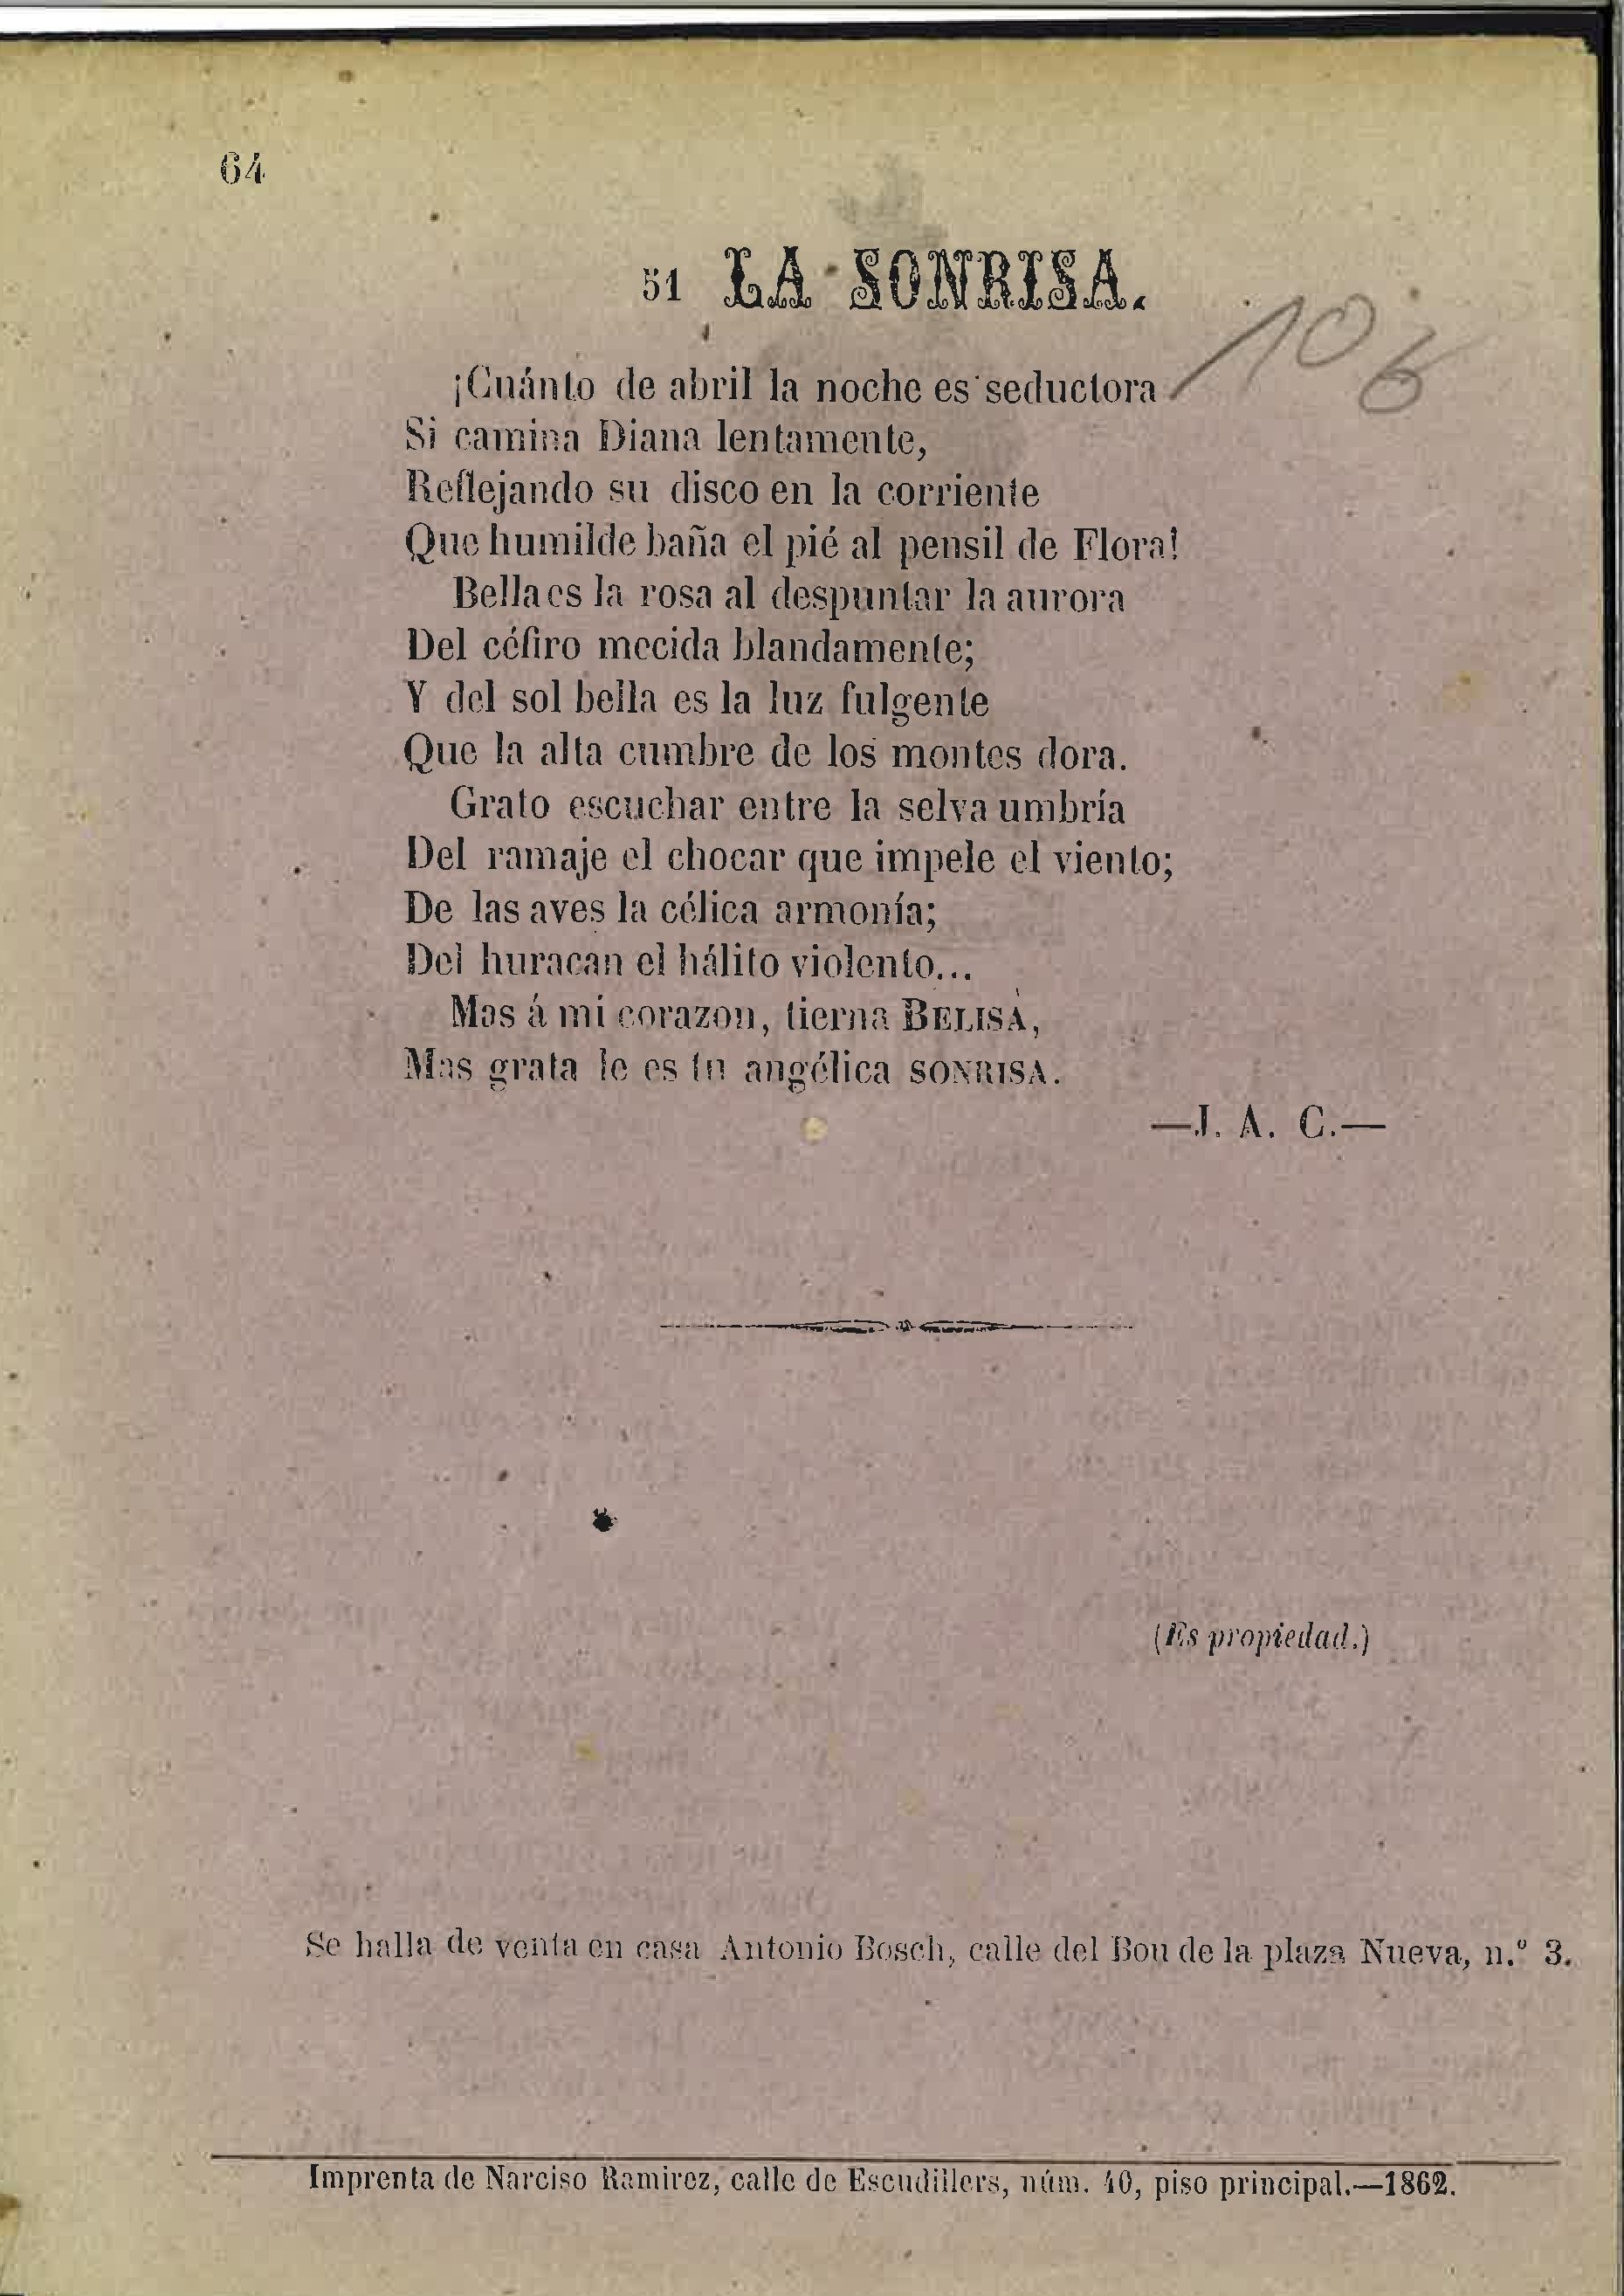 64
51 LA SONRISA.
106
¡Cuánto de abril la noche es seductora
Si camina Diana lentamente,
Reflejando su disco en la corriente
Que humilde baña el pié al pensil de Flora!
Bella es la rosa al despuntar la aurora
Del céfiro mecida blandamente;
Y del sol bella es la luz fulgente
Que la alta cumbre de los montes dora.
Grato escuchar entre la selva umbría
Del ramaje el chocar que impele el viento;
De las aves la célica armonía;
Del huracan el hálito violento...
Mas á mi corazon, tierna BELISA,
Mas grata le es tu angélica SONRISA.
—J. A. C.—
(Es propiedad.)
Se halla de venta en casa Antonio Bosch, calle del Bou de la plaza Nueva, n.º 3.
Imprenta de Narciso Ramirez, calle de Escudillers, núm. 40, piso principal.—1862.